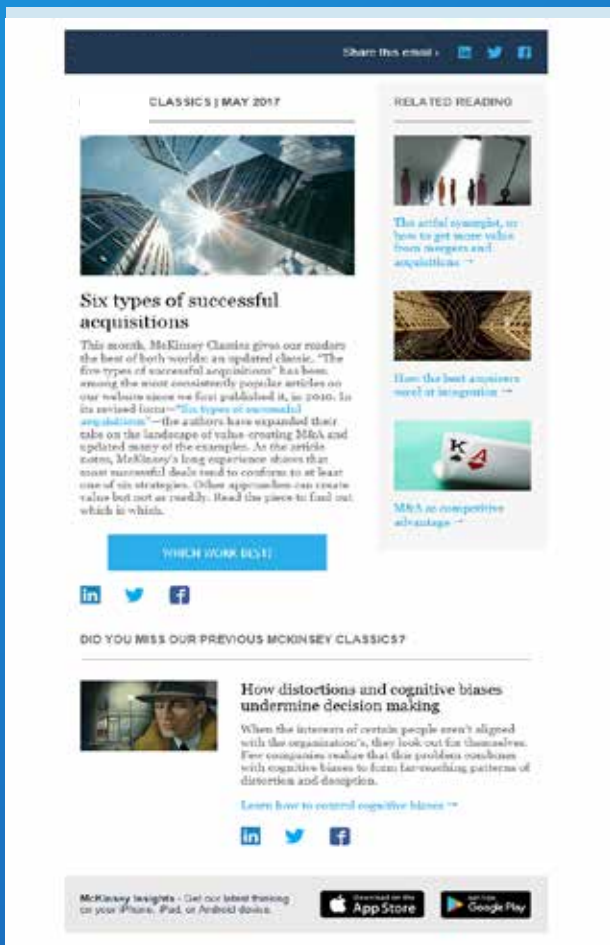 Share this email ›
CLASSICS | MAY 2017
Six types of successful
acquisitions
This month, McKinsey Classics gives our readers
the best of both worlds: an updated classic. "The
five types of successful acquisitions" has been
among the most consistently popular articles on
our website since we first published it, in 2010. In
its revised form—"Six types of successful
acquisitions"—the authors have expanded their
take on the landscape of value-creating M&A and
updated many of the examples. As the article
notes, McKinsey's long experience shows that
most successful deals tend to conform to at least
one of six strategies. Other approaches can create
value but not as readily. Read the piece to find out
which is which.
WHICH WORK BEST?
RELATED READING
The artful synergist, or
how to get more value
from mergers and
acquisitions →
How the best acquirers
excel at integration →
K
A
M&A as competitive
advantage →
DID YOU MISS OUR PREVIOUS MCKINSEY CLASSICS?
How distortions and cognitive biases
undermine decision making
When the interests of certain people aren't aligned
with the organization's, they look out for themselves.
Few companies realize that this problem combines
with cognitive biases to form far-reaching patterns of
distortion and deception.
Learn how to control cognitive biases →
McKinsey Insights - Get our latest thinking
on your iPhone, iPad, or Android device.
Download on the
App Store
GET IT ON
Google Play